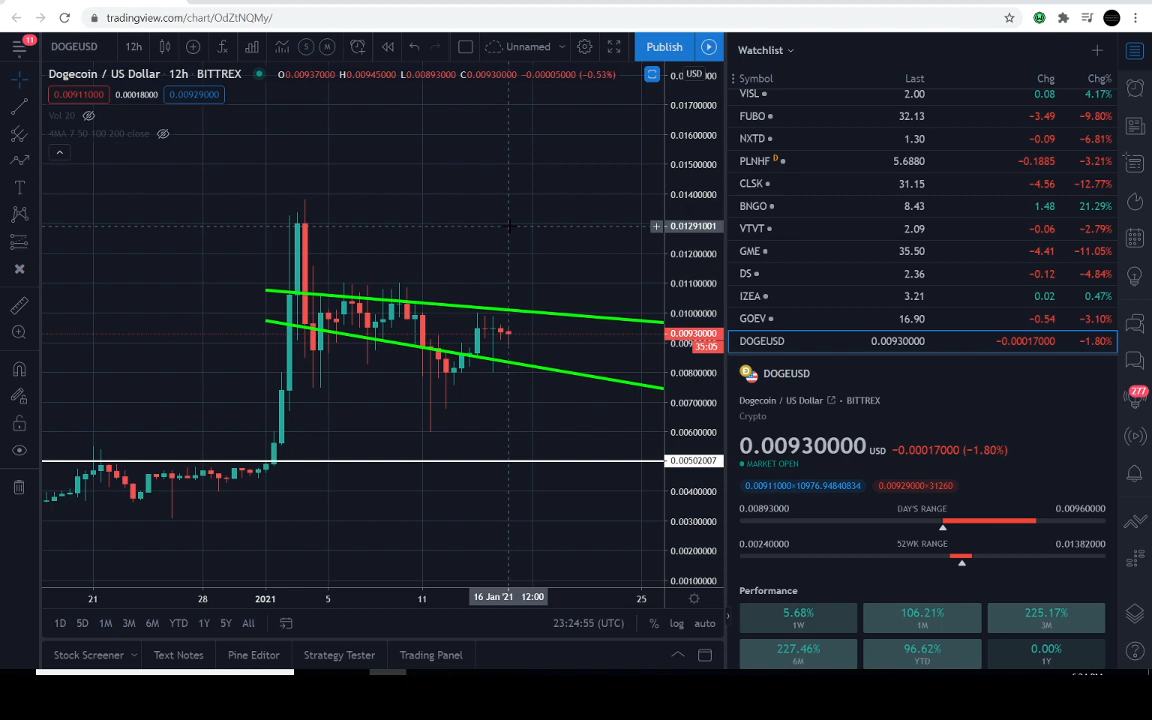 tradingview.com/chart/OdZtNQMy/
11
DOGEUSD 12h S M Unnamed Publish
Dogecoin / US Dollar · 12h · BITTREX O0.00937000 H0.00945000 L0.00893000 C0.00930000 −0.00005000 (−0.53%)
0.00911000 0.00018000 0.00929000
Vol 20
4MA 7 50 100 200 close
USD
0.01700000
0.01600000
0.01500000
0.01400000
0.01291001
0.01200000
0.01100000
0.01000000
0.00930000
35:05
0.00800000
0.00700000
0.00600000
0.00502007
0.00400000
0.00300000
0.00200000
0.00100000
21 28 2021 5 11 16 Jan '21 12:00 25
1D 5D 1M 3M 6M YTD 1Y 5Y All 23:24:55 (UTC) % log auto
Stock Screener Text Notes Pine Editor Strategy Tester Trading Panel
Watchlist
Symbol Last Chg Chg%
VISL 2.00 0.08 4.17%
FUBO 32.13 −3.49 −9.80%
NXTD 1.30 −0.09 −6.81%
PLNHF D 5.6880 −0.1885 −3.21%
CLSK 31.15 −4.56 −12.77%
BNGO 8.43 1.48 21.29%
VTVT 2.09 −0.06 −2.79%
GME 35.50 −4.41 −11.05%
DS 2.36 −0.12 −4.84%
IZEA 3.21 0.02 0.47%
GOEV 16.90 −0.54 −3.10%
DOGEUSD 0.00930000 −0.00017000 −1.80%
DOGEUSD
Dogecoin / US Dollar · BITTREX
Crypto
0.00930000 USD −0.00017000 (−1.80%)
MARKET OPEN
0.00911000×10976.94840834 0.00929000×31260
0.00893000 DAY'S RANGE 0.00960000
0.00240000 52WK RANGE 0.01382000
Performance
5.68% 106.21% 225.17%
1W 1M 3M
227.46% 96.62% 0.00%
6M YTD 1Y
277